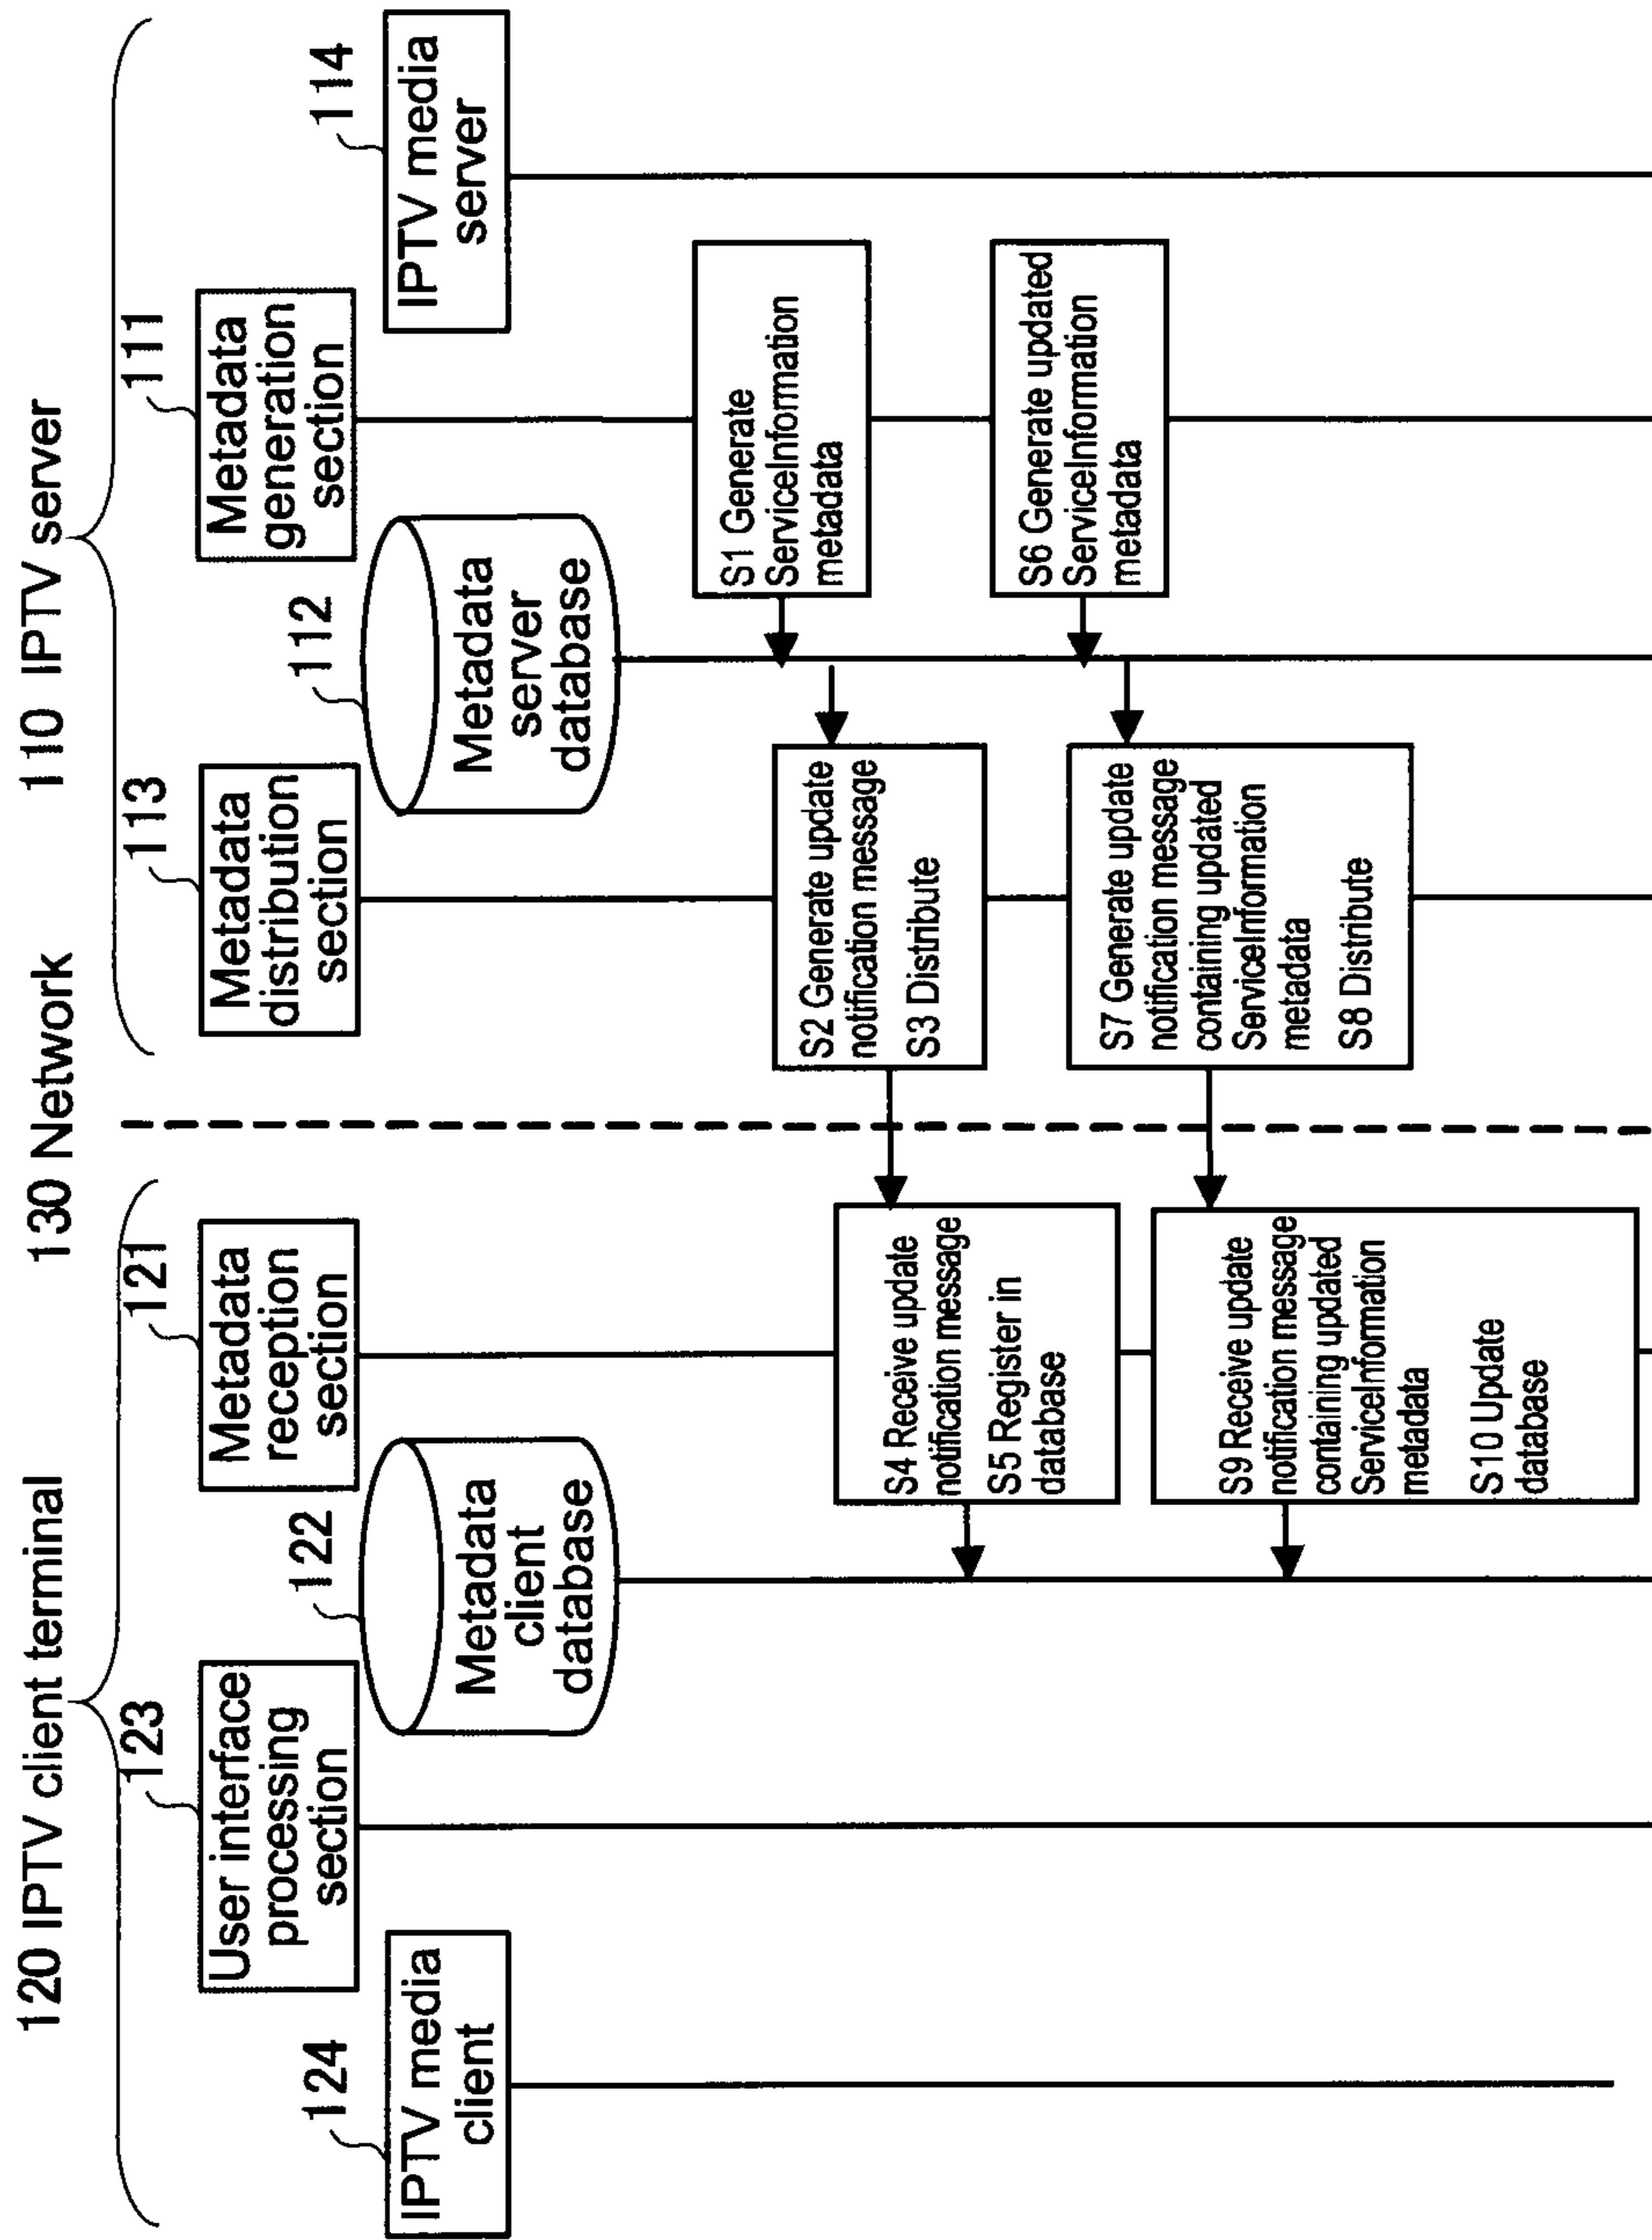 120 IPTV client terminal
130 Network
110 IPTV server
123
121
113
111
User interface
processing
section
Metadata
reception
section
Metadata
distribution
section
Metadata
generation
section
124
122
112
114
IPTV media
client
Metadata
client
database
Metadata
server
database
IPTV media
server
S1 Generate
ServiceInformation
metadata
S2 Generate update
notification message
S3 Distribute
S4 Receive update
notification message
S5 Register in
database
S6 Generate updated
ServiceInformation
metadata
S7 Generate update
notification message
containing updated
ServiceInformation
metadata
S8 Distribute
S9 Receive update
notification message
containing updated
ServiceInformation
metadata
S10 Update
database